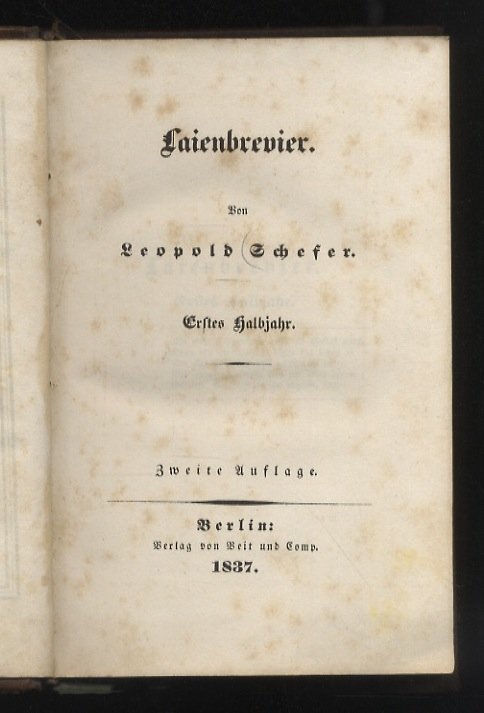 Laienbrevier.
Von
Leopold Schefer.
Erstes Halbjahr.
Zweite Auflage.
Berlin:
Verlag von Veit und Comp.
1837.